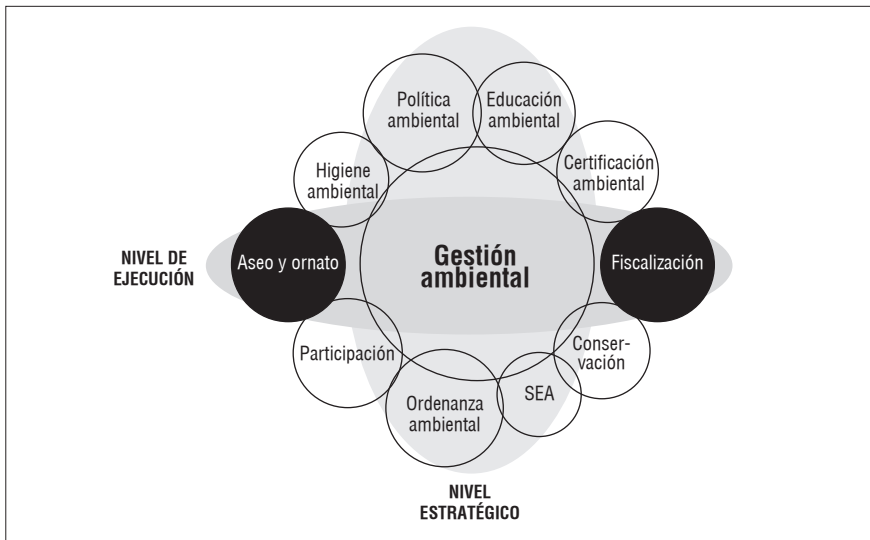 Política
ambiental
Educación
ambiental
Higiene
ambiental
Certificación
ambiental
NIVEL DE
EJECUCIÓN
Aseo y ornato
Gestión
ambiental
Fiscalización
Participación
Conser-
vación
Ordenanza
ambiental
SEA
NIVEL
ESTRATÉGICO